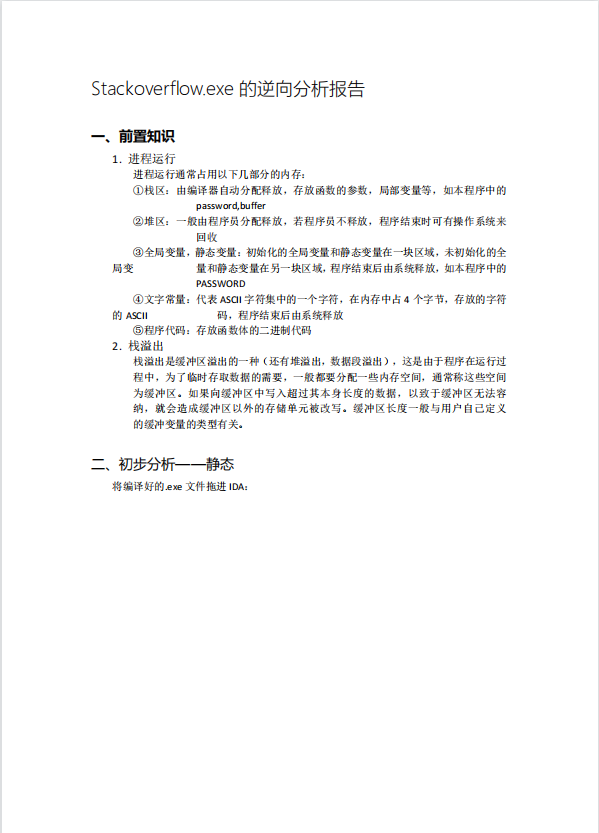 Stackoverflow.exe 的逆向分析报告
一、前置知识
1．进程运行
进程运行通常占用以下几部分的内存：
①栈区：由编译器自动分配释放，存放函数的参数，局部变量等，如本程序中的
password,buffer
②堆区：一般由程序员分配释放，若程序员不释放，程序结束时可有操作系统来
回收
③全局变量，静态变量：初始化的全局变量和静态变量在一块区域，未初始化的全
局变 量和静态变量在另一块区域，程序结束后由系统释放，如本程序中的
PASSWORD
④文字常量：代表 ASCII 字符集中的一个字符，在内存中占 4 个字节，存放的字符
的 ASCII 码，程序结束后由系统释放
⑤程序代码：存放函数体的二进制代码
2．栈溢出
栈溢出是缓冲区溢出的一种（还有堆溢出，数据段溢出），这是由于程序在运行过
程中，为了临时存取数据的需要，一般都要分配一些内存空间，通常称这些空间
为缓冲区。如果向缓冲区中写入超过其本身长度的数据，以致于缓冲区无法容
纳，就会造成缓冲区以外的存储单元被改写。缓冲区长度一般与用户自己定义
的缓冲变量的类型有关。
二、初步分析——静态
将编译好的.exe 文件拖进 IDA：